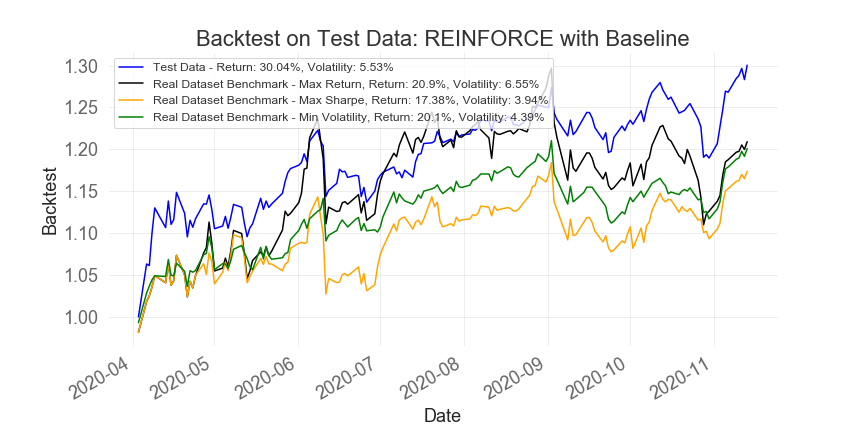 Backtest on Test Data: REINFORCE with Baseline
Test Data - Return: 30.04%, Volatility: 5.53%
Real Dataset Benchmark - Max Return, Return: 20.9%, Volatility: 6.55%
Real Dataset Benchmark - Max Sharpe, Return: 17.38%, Volatility: 3.94%
Real Dataset Benchmark - Min Volatility, Return: 20.1%, Volatility: 4.39%
Backtest
1.30
1.25
1.20
1.15
1.10
1.05
1.00
2020-04
2020-05
2020-06
2020-07
2020-08
2020-09
2020-10
2020-11
Date